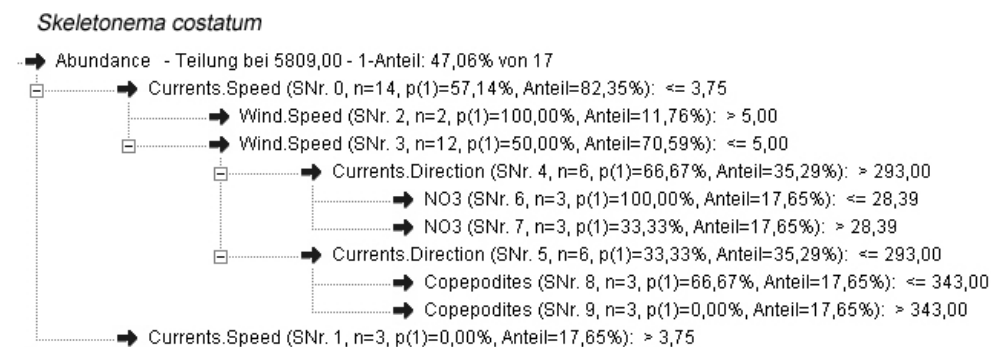 Skeletonema costatum
Abundance - Teilung bei 5809,00 - 1-Anteil: 47,06% von 17
Currents.Speed (SNr. 0, n=14, p(1)=57,14%, Anteil=82,35%): <= 3,75
Wind.Speed (SNr. 2, n=2, p(1)=100,00%, Anteil=11,76%): > 5,00
Wind.Speed (SNr. 3, n=12, p(1)=50,00%, Anteil=70,59%): <= 5,00
Currents.Direction (SNr. 4, n=6, p(1)=66,67%, Anteil=35,29%): > 293,00
NO3 (SNr. 6, n=3, p(1)=100,00%, Anteil=17,65%): <= 28,39
NO3 (SNr. 7, n=3, p(1)=33,33%, Anteil=17,65%): > 28,39
Currents.Direction (SNr. 5, n=6, p(1)=33,33%, Anteil=35,29%): <= 293,00
Copepodites (SNr. 8, n=3, p(1)=66,67%, Anteil=17,65%): <= 343,00
Copepodites (SNr. 9, n=3, p(1)=0,00%, Anteil=17,65%): > 343,00
Currents.Speed (SNr. 1, n=3, p(1)=0,00%, Anteil=17,65%): > 3,75